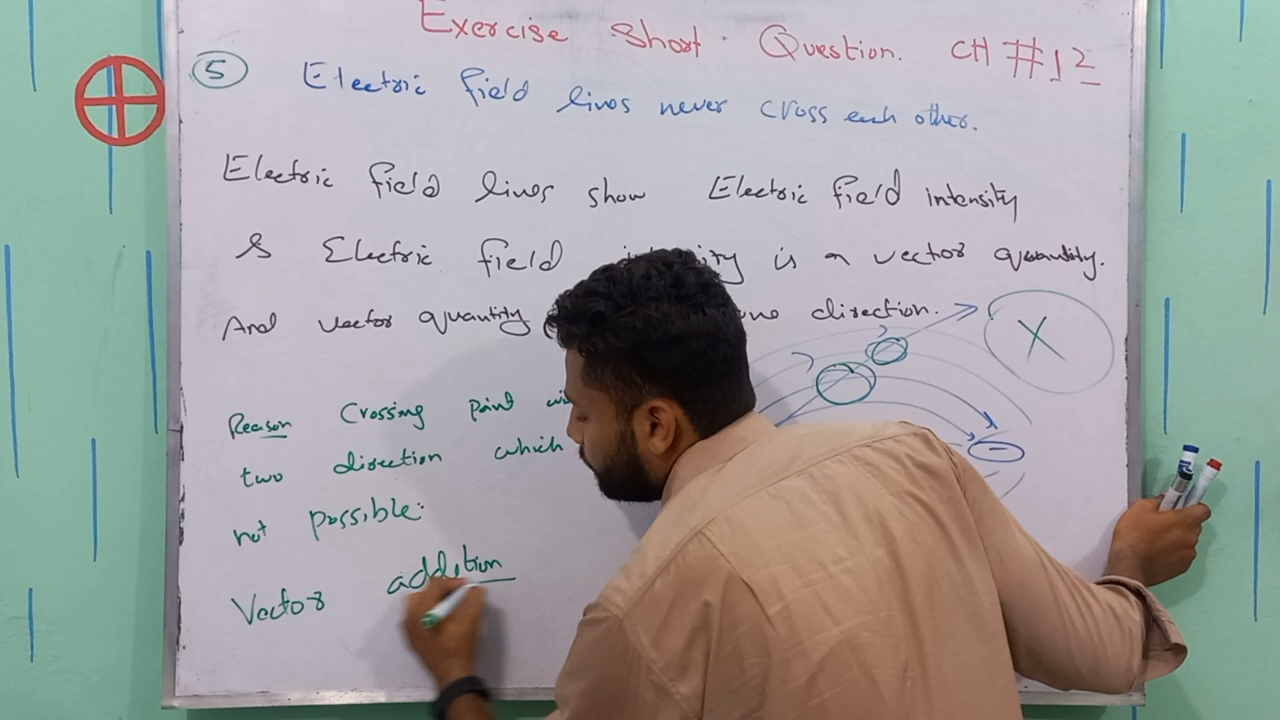 Exercise Short Question. CH #12
5 Electric field lines never cross each other.
Electric field lines show Electric field intensity
& Electric field is a vector quantity.
And vector quantity direction.
Reason Crossing point
two direction which
not possible.
Vector addition
X
-